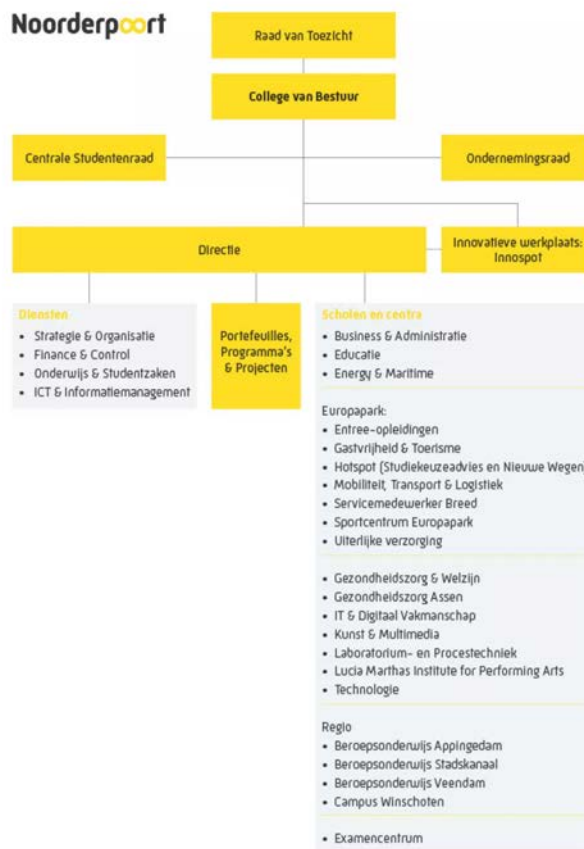 Noorderpoort
Raad van Toezicht
College van Bestuur
Centrale Studentenraad
Ondernemingsraad
Directie
Innovatieve werkplaats:
Innospot
Diensten
• Strategie & Organisatie
• Finance & Control
• Onderwijs & Studentzaken
• ICT & Informatiemanagement
Portefeuilles,
Programma's
& Projecten
Scholen en centra
• Business & Administratie
• Educatie
• Energy & Maritime
Europapark:
• Entree-opleidingen
• Gastvrijheid & Toerisme
• Hotspot (Studiekeuzeadvies en Nieuwe Wegen)
• Mobiliteit, Transport & Logistiek
• Servicemedewerker Breed
• Sportcentrum Europapark
• Uiterlijke verzorging
• Gezondheidszorg & Welzijn
• Gezondheidszorg Assen
• IT & Digitaal Vakmanschap
• Kunst & Multimedia
• Laboratorium- en Procestechniek
• Lucia Marthas Institute for Performing Arts
• Technologie
Regio
• Beroepsonderwijs Appingedam
• Beroepsonderwijs Stadskanaal
• Beroepsonderwijs Veendam
• Campus Winschoten
• Examencentrum